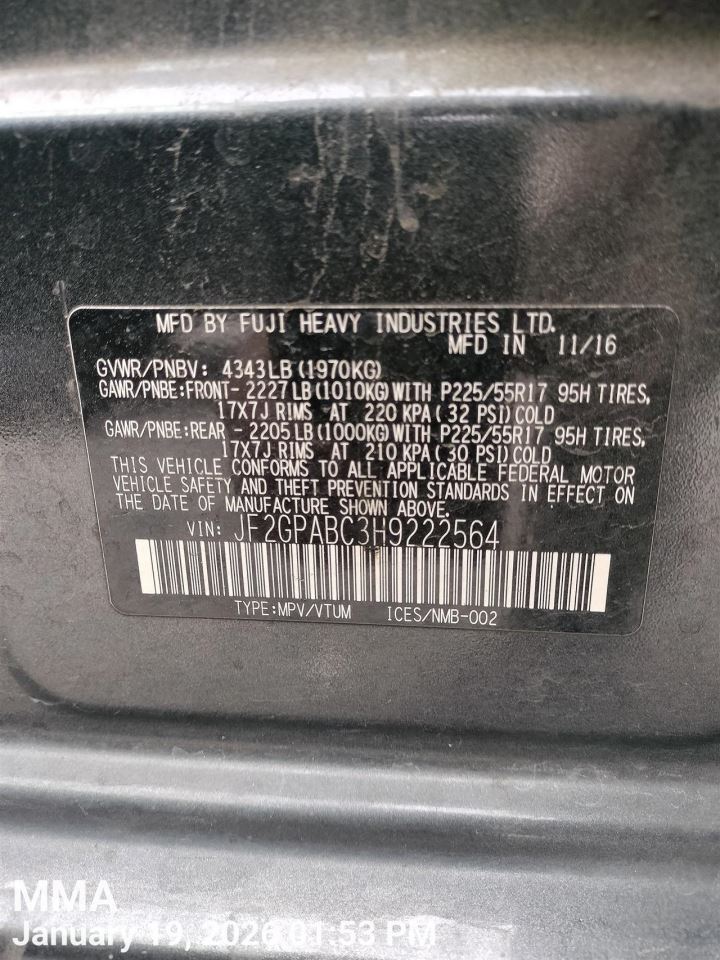 MFD BY FUJI HEAVY INDUSTRIES LTD.
MFD IN 11/16
GVWR/PNBV: 4343LB(1970KG)
GAWR/PNBE:FRONT- 2227LB(1010KG)WITH P225/55R17 95H TIRES,
17X7J RIMS AT 220 KPA(32 PSI)COLD
GAWR/PNBE:REAR - 2205LB(1000KG)WITH P225/55R17 95H TIRES,
17X7J RIMS AT 210 KPA(30 PSI)COLD
THIS VEHICLE CONFORMS TO ALL APPLICABLE FEDERAL MOTOR
VEHICLE SAFETY AND THEFT PREVENTION STANDARDS IN EFFECT ON
THE DATE OF MANUFACTURE SHOWN ABOVE.
VIN: JF2GPABC3H9222564
TYPE:MPV/VTUM ICES/NMB-002
MMA
January 19, 2026 01:53 PM